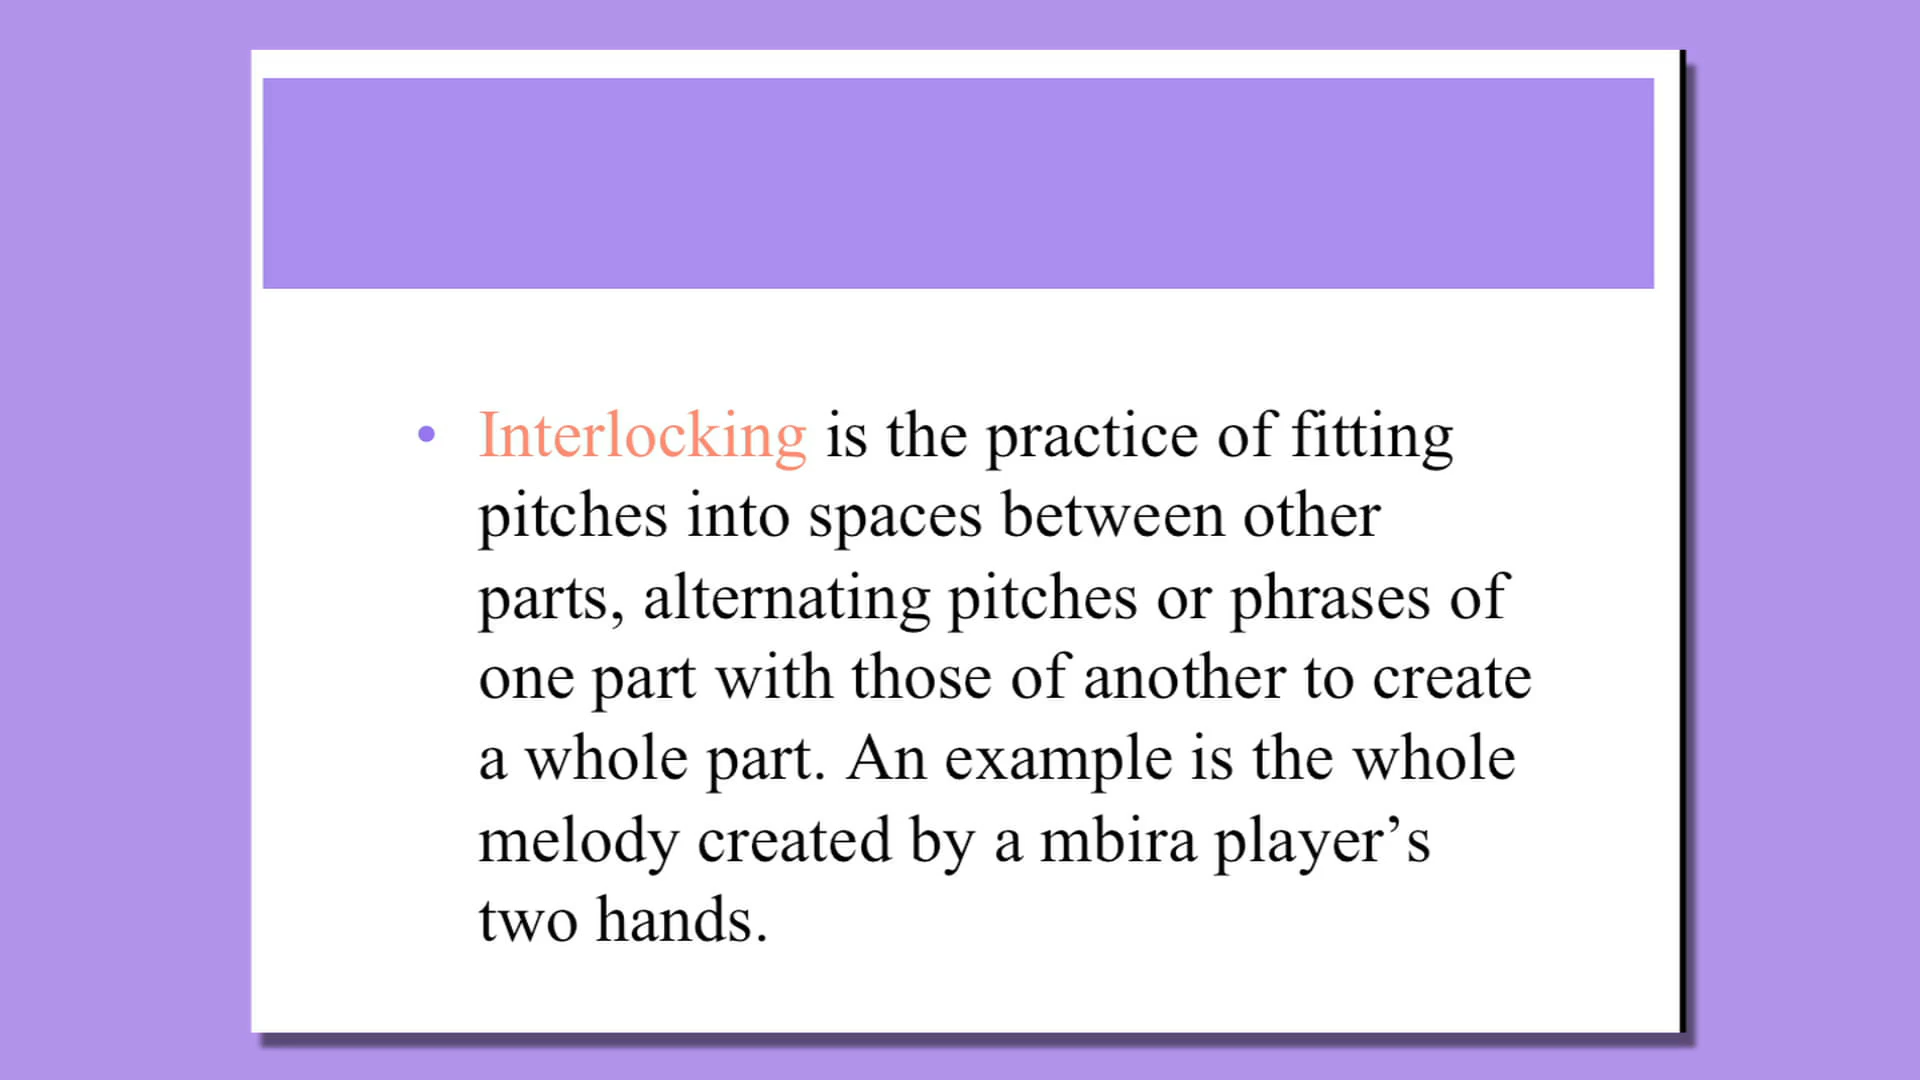 • Interlocking is the practice of fitting
pitches into spaces between other
parts, alternating pitches or phrases of
one part with those of another to create
a whole part. An example is the whole
melody created by a mbira player’s
two hands.